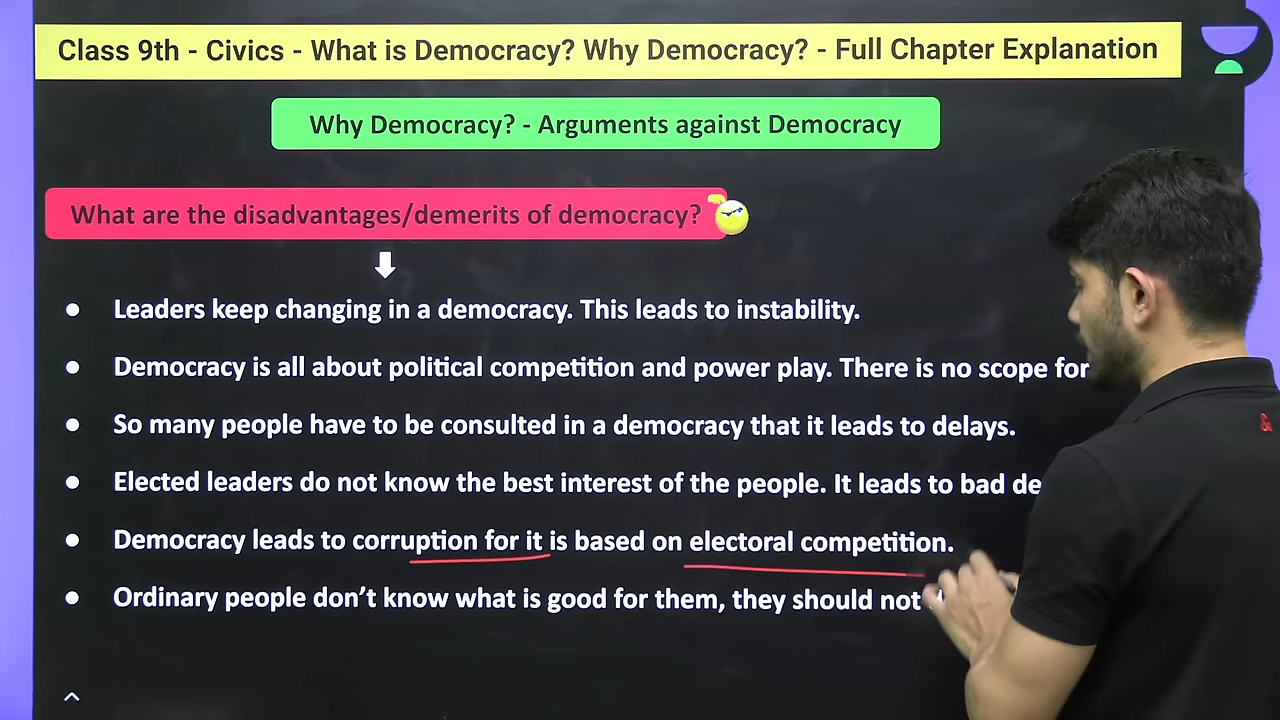 Class 9th - Civics - What is Democracy? Why Democracy? - Full Chapter Explanation
Why Democracy? - Arguments against Democracy
What are the disadvantages/demerits of democracy?
● Leaders keep changing in a democracy. This leads to instability.
● Democracy is all about political competition and power play. There is no scope for
● So many people have to be consulted in a democracy that it leads to delays.
● Elected leaders do not know the best interest of the people. It leads to bad de
● Democracy leads to corruption for it is based on electoral competition.
● Ordinary people don't know what is good for them, they should not
&